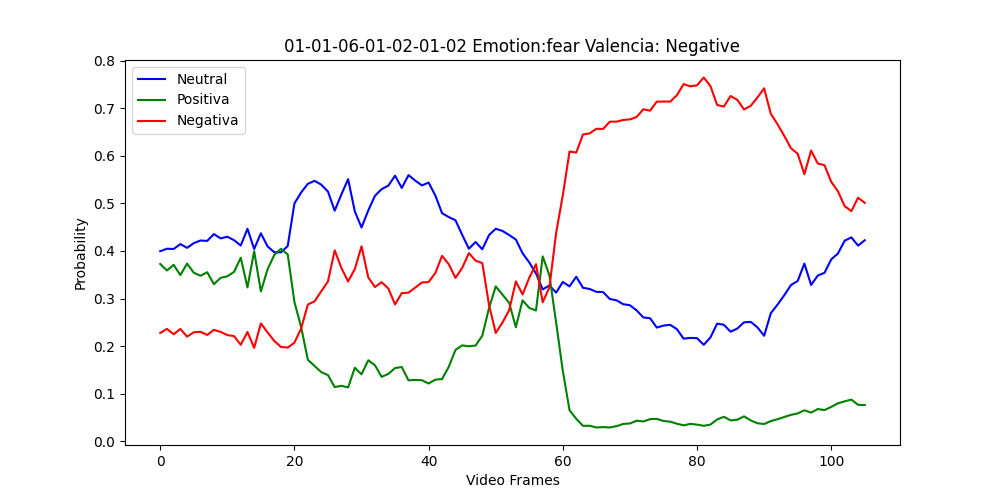 01-01-06-01-02-01-02 Emotion:fear Valencia: Negative
Neutral
Positiva
Negativa
0.8
0.7
0.6
0.5
0.4
0.3
0.2
0.1
0.0
Probability
0 20 40 60 80 100
Video Frames